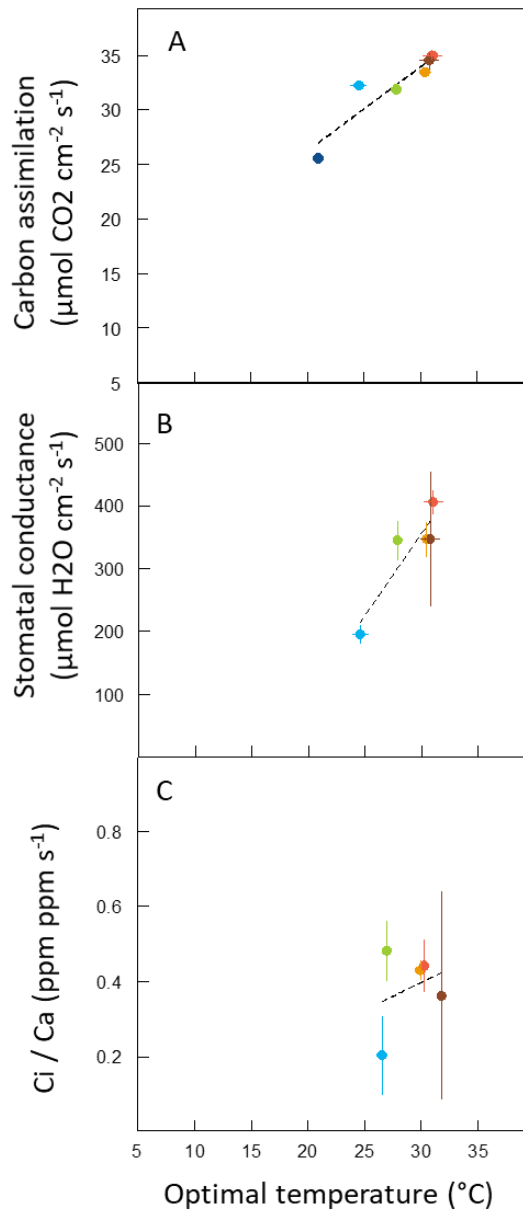 A
Carbon assimilation
(µmol CO2 cm⁻² s⁻¹)
35
30
25
20
15
10
5
B
Stomatal conductance
(µmol H2O cm⁻² s⁻¹)
500
400
300
200
100
C
Ci / Ca (ppm ppm s⁻¹)
0.8
0.6
0.4
0.2
5 10 15 20 25 30 35
Optimal temperature (°C)